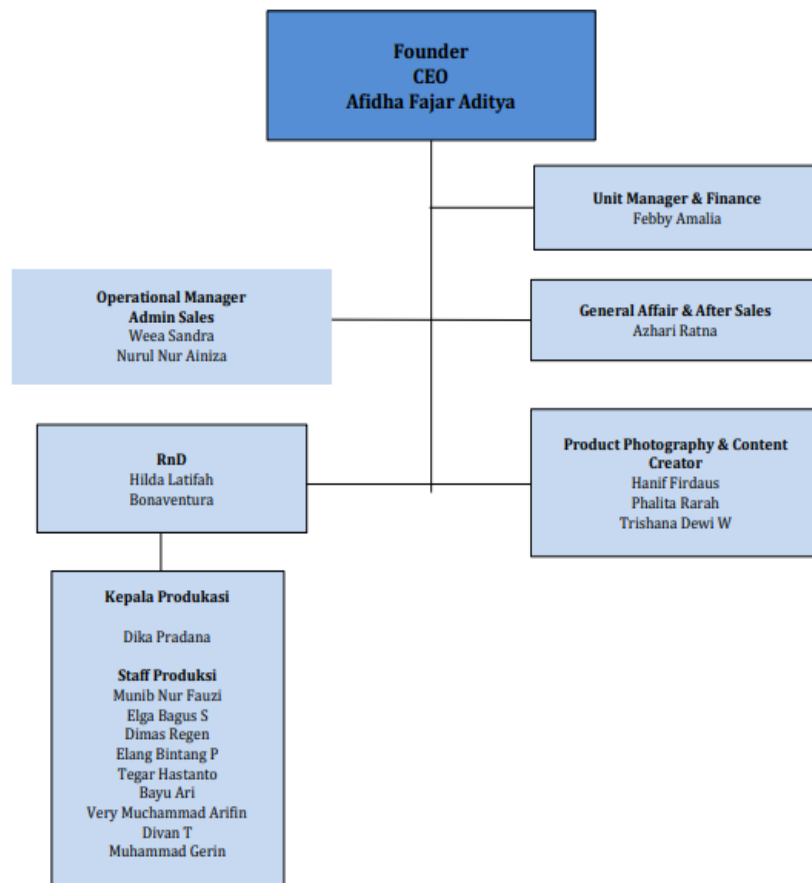 Founder
CEO
Afidha Fajar Aditya
Unit Manager & Finance
Febby Amalia
Operational Manager
Admin Sales
Weea Sandra
Nurul Nur Ainiza
General Affair & After Sales
Azhari Ratna
RnD
Hilda Latifah
Bonaventura
Product Photography & Content
Creator
Hanif Firdaus
Phalita Rarah
Trishana Dewi W
Kepala Produkasi
Dika Pradana
Staff Produksi
Munib Nur Fauzi
Elga Bagus S
Dimas Regen
Elang Bintang P
Tegar Hastanto
Bayu Ari
Very Muchammad Arifin
Divan T
Muhammad Gerin